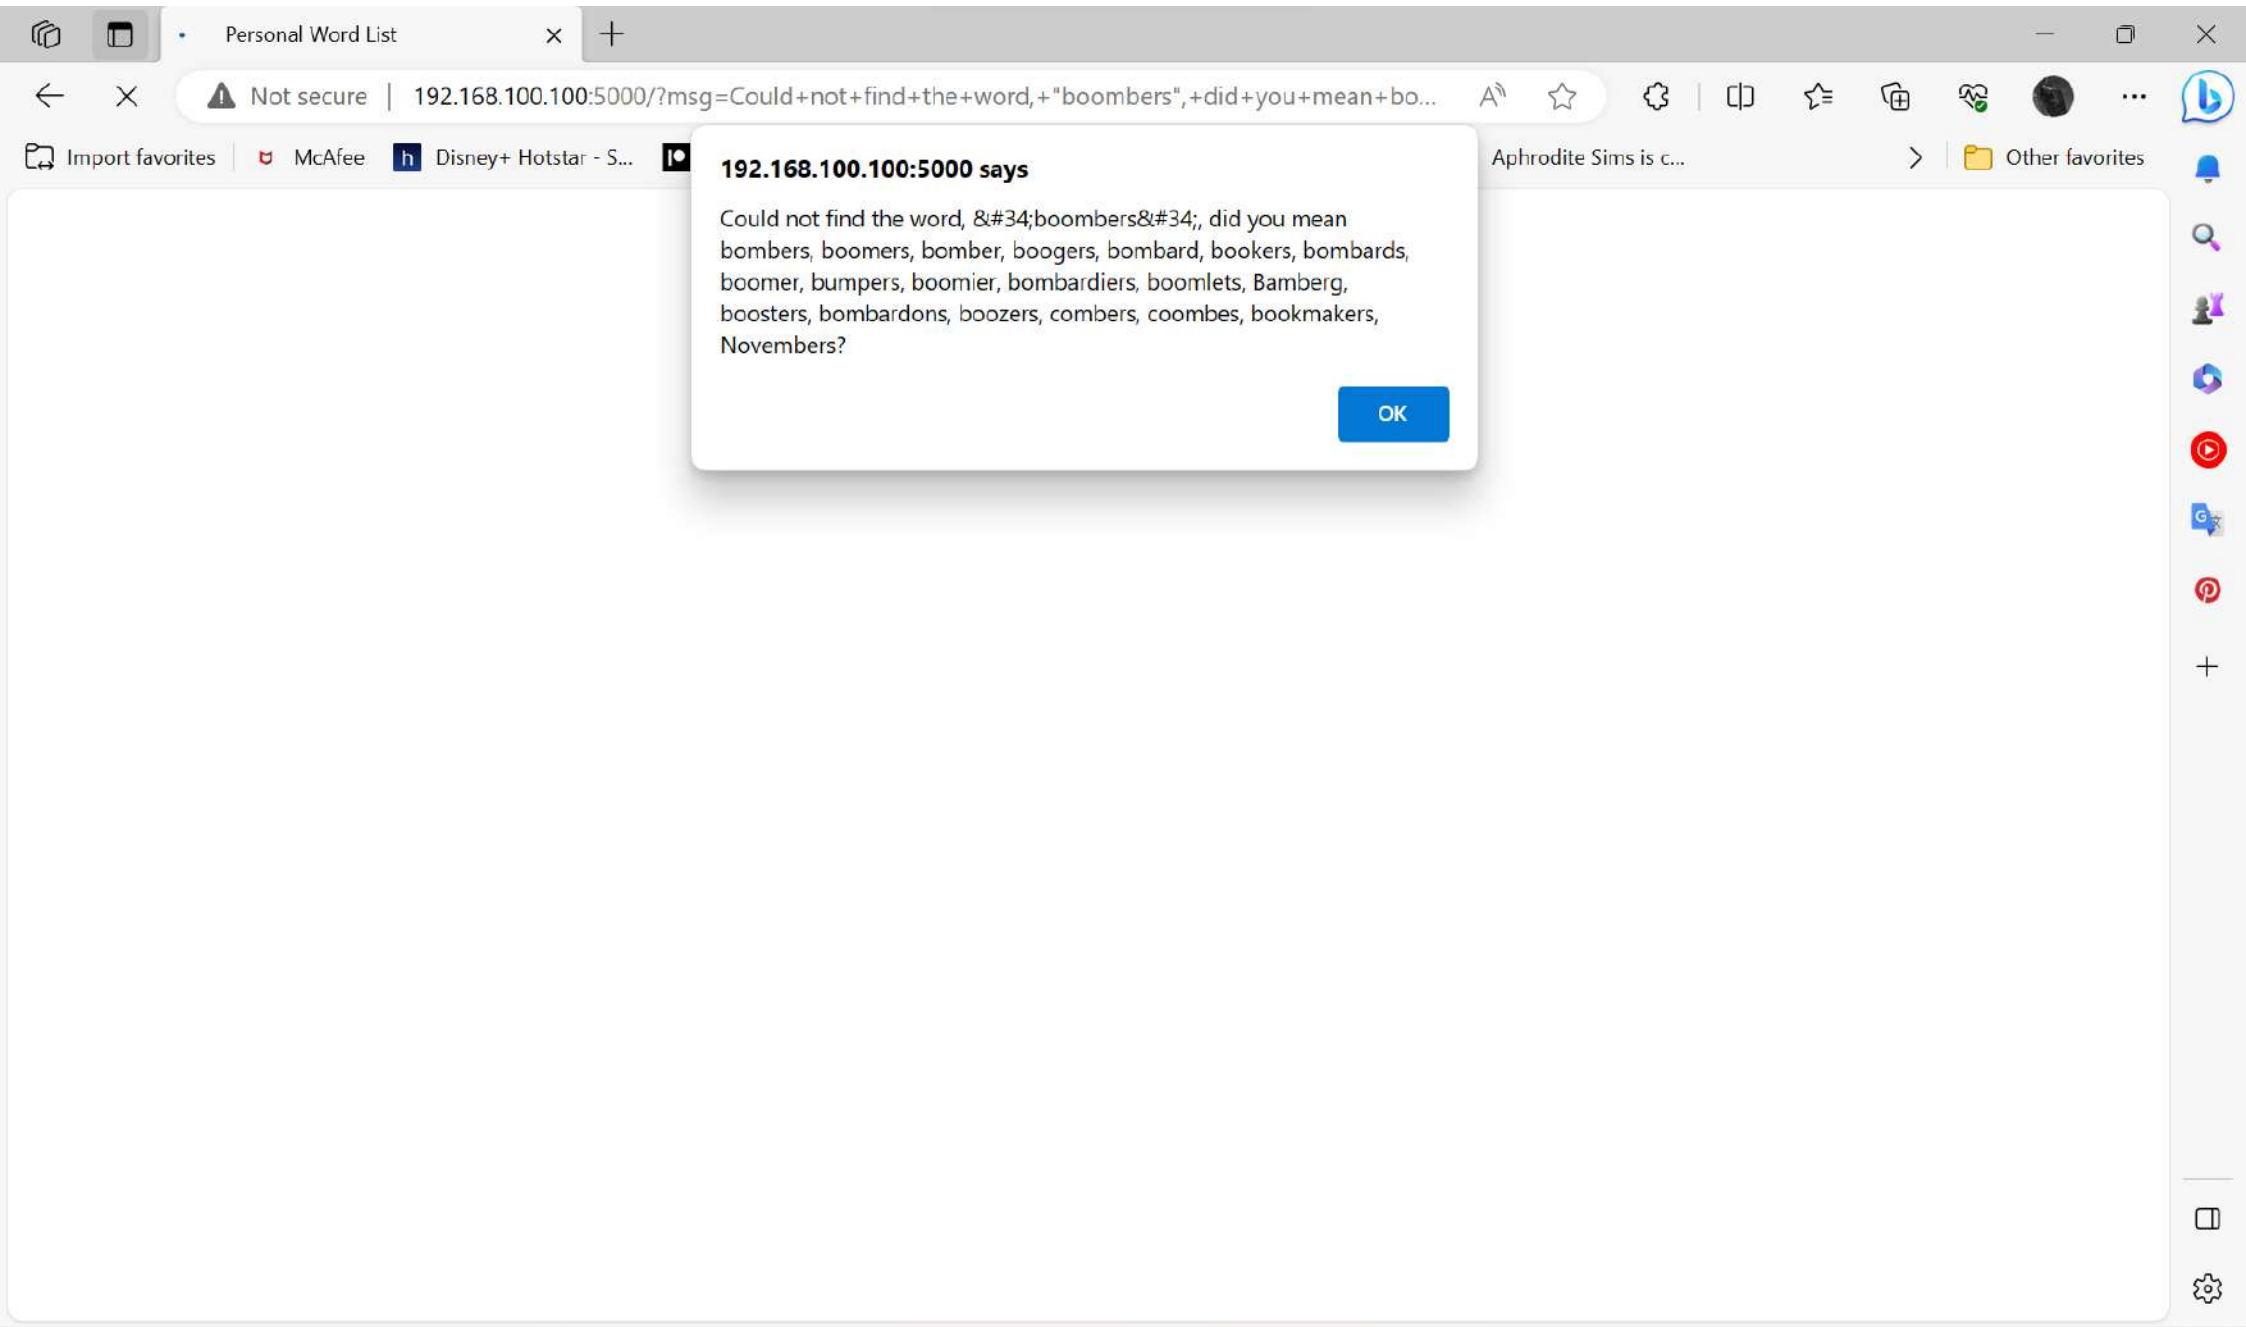 Personal Word List
Not secure | 192.168.100.100:5000/?msg=Could+not+find+the+word,+"boombers",+did+you+mean+bo...
Import favorites McAfee h Disney+ Hotstar - S... Aphrodite Sims is c... Other favorites
192.168.100.100:5000 says
Could not find the word, &#34;boombers&#34;, did you mean
bombers, boomers, bomber, boogers, bombard, bookers, bombards,
boomer, bumpers, boomier, bombardiers, boomlets, Bamberg,
boosters, bombardons, boozers, combers, coombes, bookmakers,
Novembers?
OK